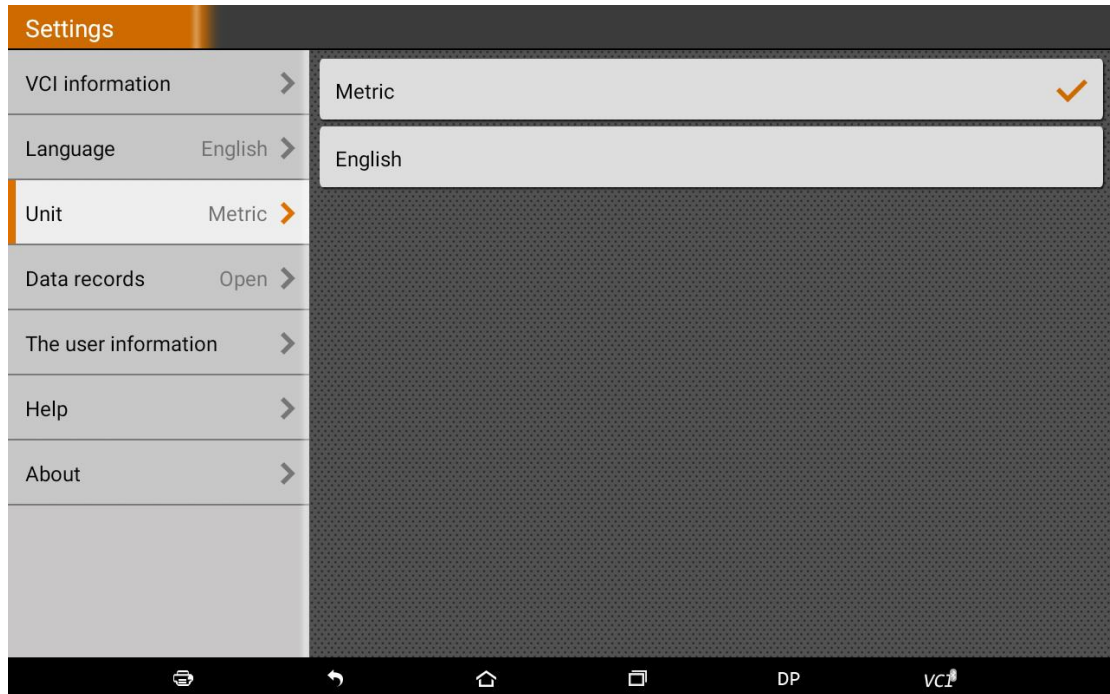 Settings
VCI information
Language English
Unit Metric
Data records Open
The user information
Help
About
Metric
English
DP VCI